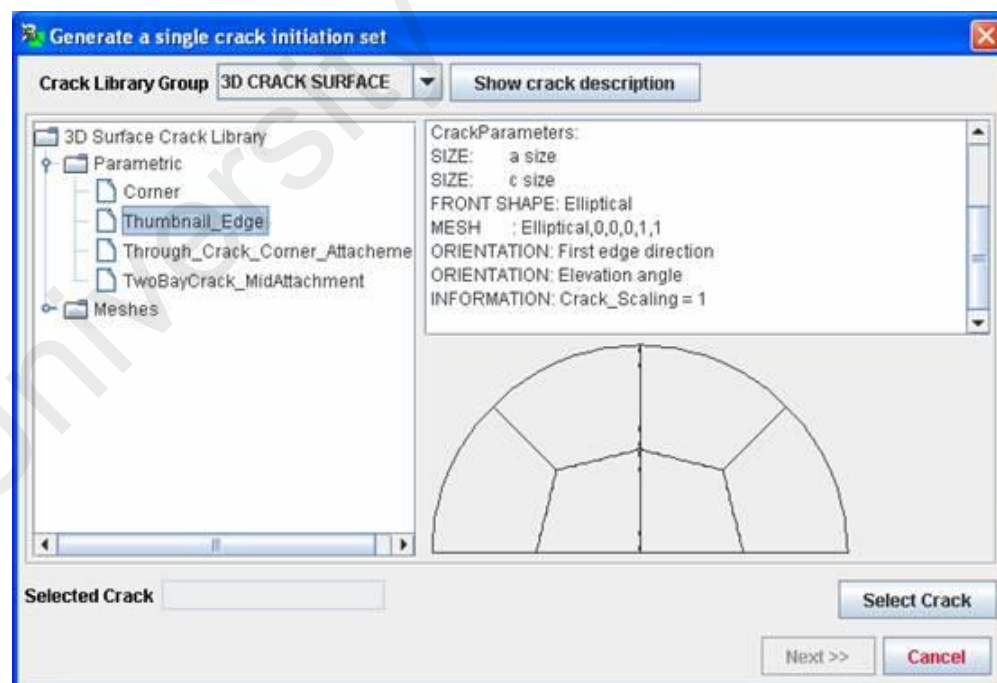 Generate a single crack initiation set
Crack Library Group 3D CRACK SURFACE Show crack description
3D Surface Crack Library
Parametric
Corner
Thumbnail_Edge
Through_Crack_Corner_Attacheme
TwoBayCrack_MidAttachment
Meshes
CrackParameters:
SIZE: a size
SIZE: c size
FRONT SHAPE: Elliptical
MESH : Elliptical,0,0,0,1,1
ORIENTATION: First edge direction
ORIENTATION: Elevation angle
INFORMATION: Crack_Scaling = 1
Selected Crack
Select Crack
Next >> Cancel
University